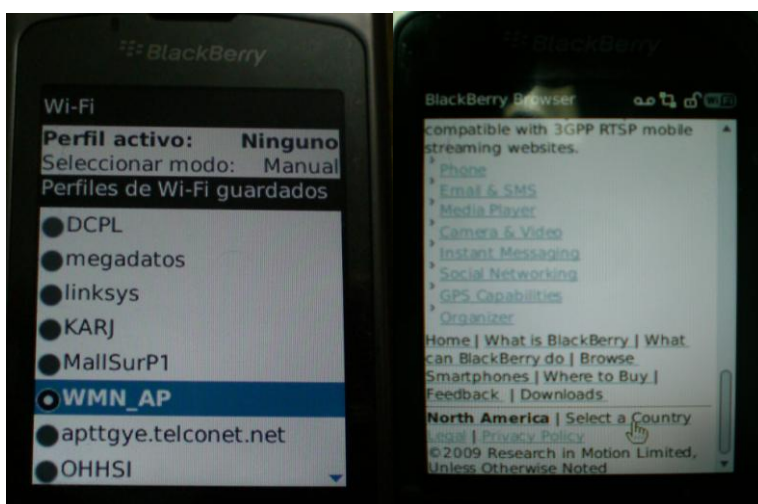 BlackBerry
Wi-Fi
Perfil activo: Ninguno
Seleccionar modo: Manual
Perfiles de Wi-Fi guardados
DCPL
megadatos
linksys
KARJ
MallSurP1
WMN_AP
apttgye.telconet.net
OHHSI
BlackBerry
BlackBerry Browser WiFi
compatible with 3GPP RTSP mobile
streaming websites.
Phone
Email & SMS
Media Player
Camera & Video
Instant Messaging
Social Networking
GPS Capabilities
Organizer
Home | What is BlackBerry | What
can BlackBerry do | Browse
Smartphones | Where to Buy |
Feedback | Downloads
North America | Select a Country
Legal | Privacy Policy
©2009 Research in Motion Limited,
Unless Otherwise Noted